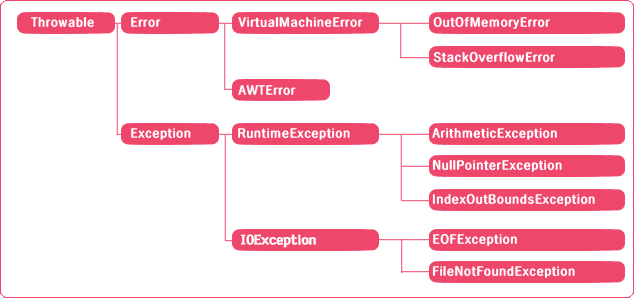 Throwable
Error
VirtualMachineError
OutOfMemoryError
StackOverflowError
AWTError
Exception
RuntimeException
ArithmeticException
NullPointerException
IndexOutBoundsException
IOException
EOFException
FileNotFoundException